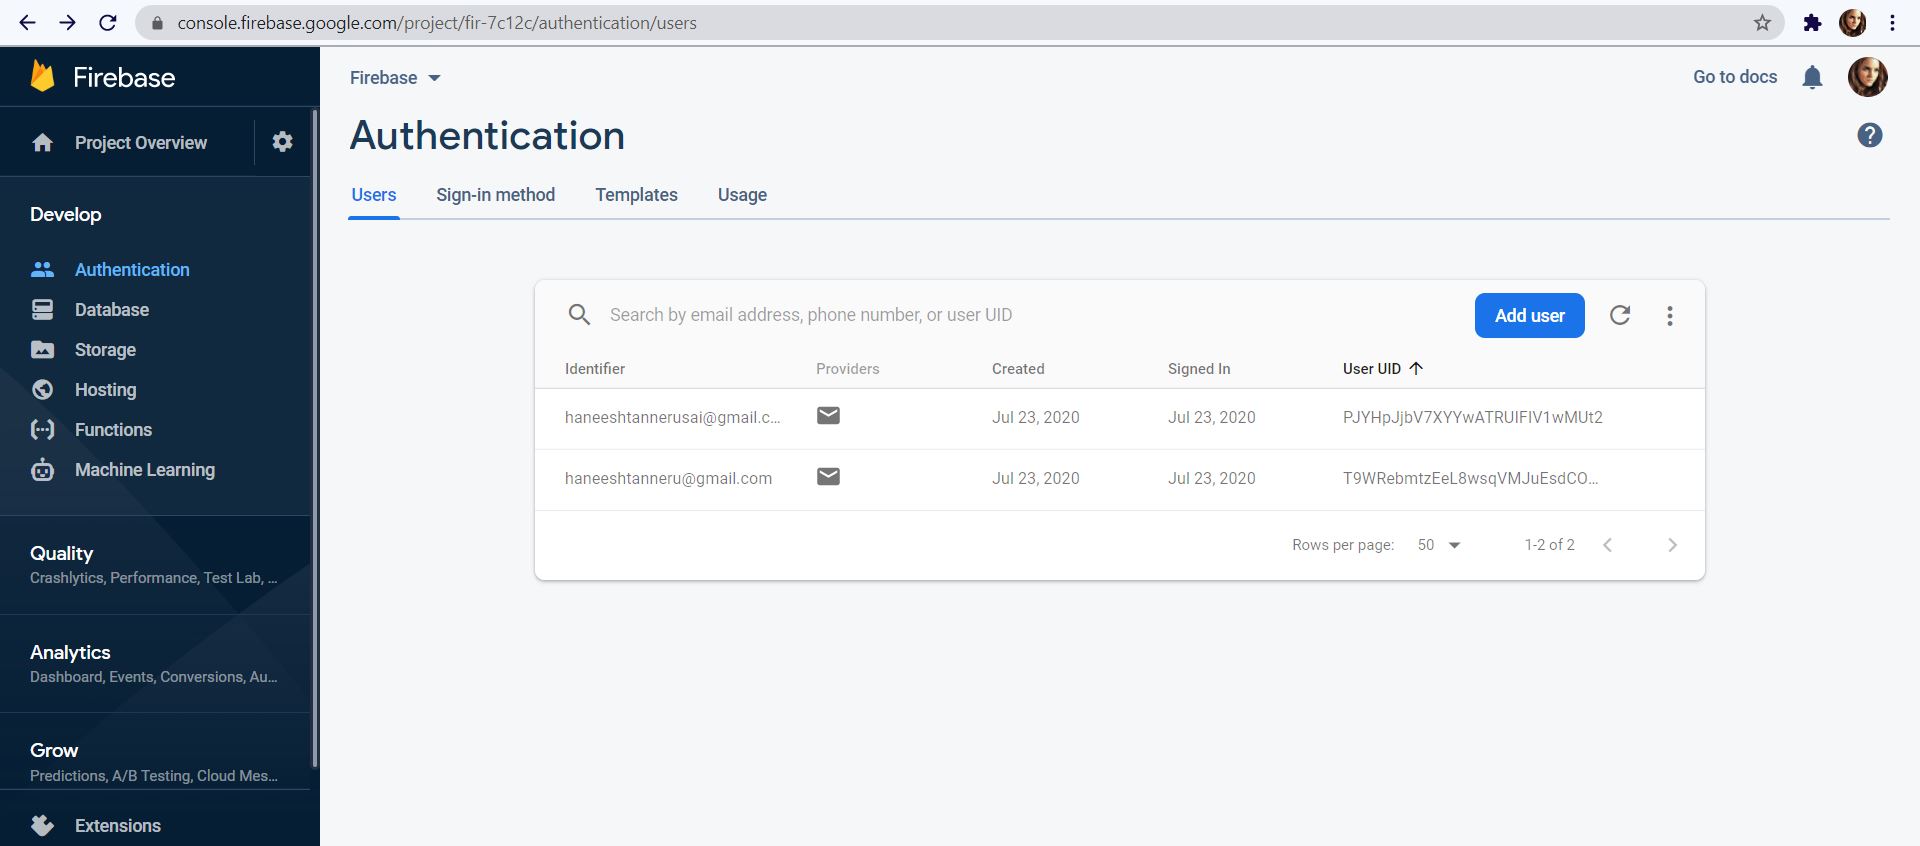 console.firebase.google.com/project/fir-7c12c/authentication/users
Firebase
Project Overview
Develop
Authentication
Database
Storage
Hosting
Functions
Machine Learning
Quality
Crashlytics, Performance, Test Lab, ...
Analytics
Dashboard, Events, Conversions, Au...
Grow
Predictions, A/B Testing, Cloud Mes...
Extensions
Firebase
Go to docs
Authentication
Users Sign-in method Templates Usage
Search by email address, phone number, or user UID
Add user
Identifier Providers Created Signed In User UID
haneeshtannerusai@gmail.c... Jul 23, 2020 Jul 23, 2020 PJYHpJjbV7XYYwATRUIFIV1wMUt2
haneeshtanneru@gmail.com Jul 23, 2020 Jul 23, 2020 T9WRebmtzEeL8wsqVMJuEsdCO...
Rows per page: 50 1-2 of 2